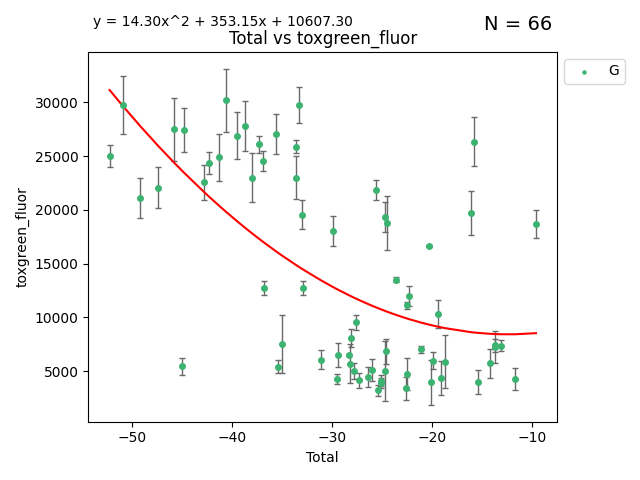 y = 14.30x^2 + 353.15x + 10607.30
N = 66
Total vs toxgreen_fluor
G
toxgreen_fluor
30000
25000
20000
15000
10000
5000
−50
−40
−30
−20
−10
Total